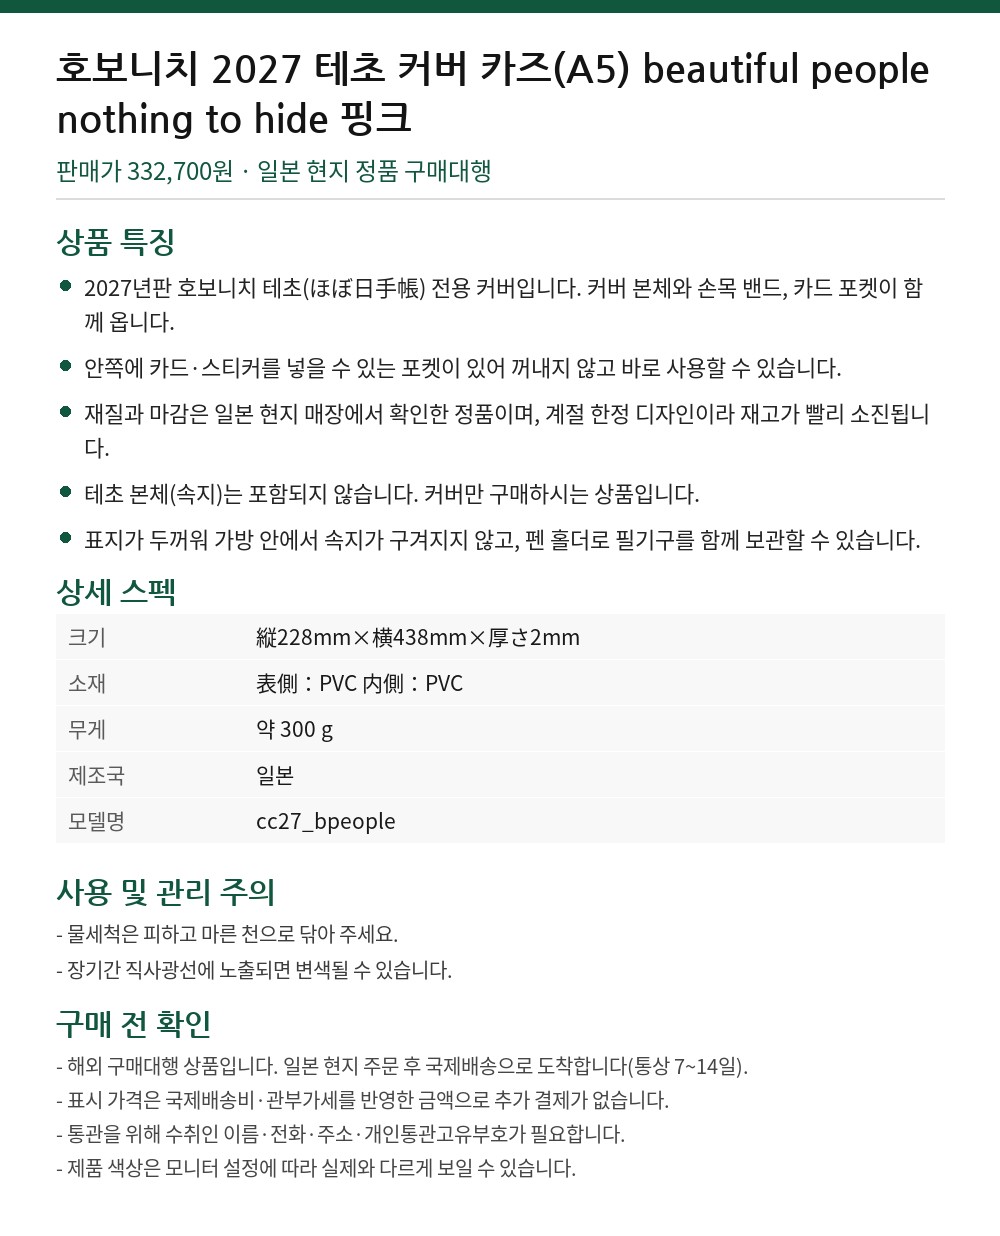 호보니치 2027 테초 커버 카즈(A5) beautiful people
nothing to hide 핑크
판매가 332,700원 · 일본 현지 정품 구매대행
상품 특징
● 2027년판 호보니치 테초(ほぼ日手帳) 전용 커버입니다. 커버 본체와 손목 밴드, 카드 포켓이 함
께 옵니다.
● 안쪽에 카드·스티커를 넣을 수 있는 포켓이 있어 꺼내지 않고 바로 사용할 수 있습니다.
● 재질과 마감은 일본 현지 매장에서 확인한 정품이며, 계절 한정 디자인이라 재고가 빨리 소진됩니
다.
● 테초 본체(속지)는 포함되지 않습니다. 커버만 구매하시는 상품입니다.
● 표지가 두꺼워 가방 안에서 속지가 구겨지지 않고, 펜 홀더로 필기구를 함께 보관할 수 있습니다.
상세 스펙
크기 縦228mm×横438mm×厚さ2mm
소재 表側：PVC 内側：PVC
무게 약 300 g
제조국 일본
모델명 cc27_bpeople
사용 및 관리 주의
- 물세척은 피하고 마른 천으로 닦아 주세요.
- 장기간 직사광선에 노출되면 변색될 수 있습니다.
구매 전 확인
- 해외 구매대행 상품입니다. 일본 현지 주문 후 국제배송으로 도착합니다(통상 7~14일).
- 표시 가격은 국제배송비·관부가세를 반영한 금액으로 추가 결제가 없습니다.
- 통관을 위해 수취인 이름·전화·주소·개인통관고유부호가 필요합니다.
- 제품 색상은 모니터 설정에 따라 실제와 다르게 보일 수 있습니다.